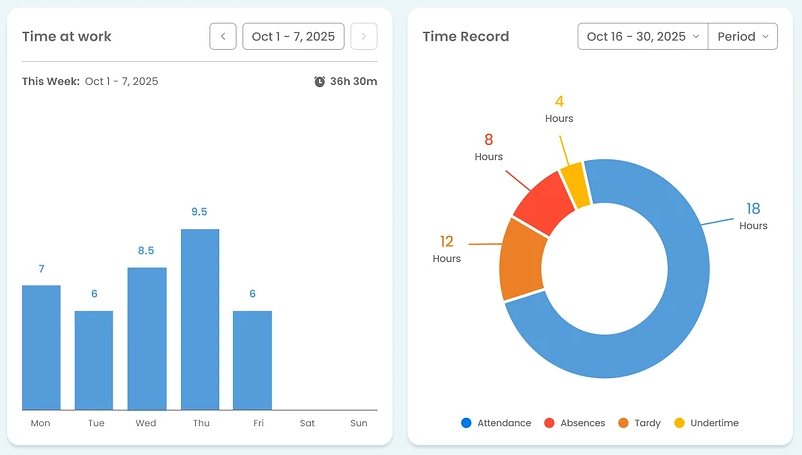 Time at work
Oct 1 - 7, 2025
This Week: Oct 1 - 7, 2025
36h 30m
7
6
8.5
9.5
6
Mon Tue Wed Thu Fri Sat Sun
Time Record
Oct 16 - 30, 2025
Period
4
Hours
8
Hours
12
Hours
18
Hours
Attendance Absences Tardy Undertime